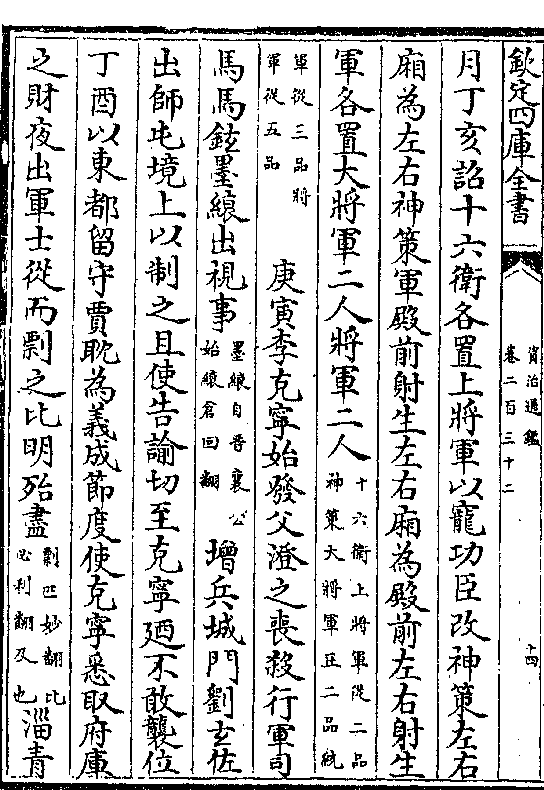 欽定四庫全書
資治通鑑
卷二百三十二
十四
月丁亥詔十六衛各置上將軍以寵功臣改神策左右
廂為左右神策軍殿前射生左右廂為殿前左右射生
軍各置大將軍二人將軍二人十六衛上將軍從二品神策大將軍正二品統
軍從三品將軍從五品 庚寅李克寧始發父澄之喪殺行軍司
馬馬鉉墨縗出視事墨縗自晉襄公始縗倉回翻增兵城門劉玄佐
出師屯境上以制之且使告諭切至克寧廼不敢襲位
丁酉以東都留守賈耽為義成節度使克寧悉取府庫
之財夜出軍士從而剽之比明殆盡剽匹妙翻比必利翻及也淄青